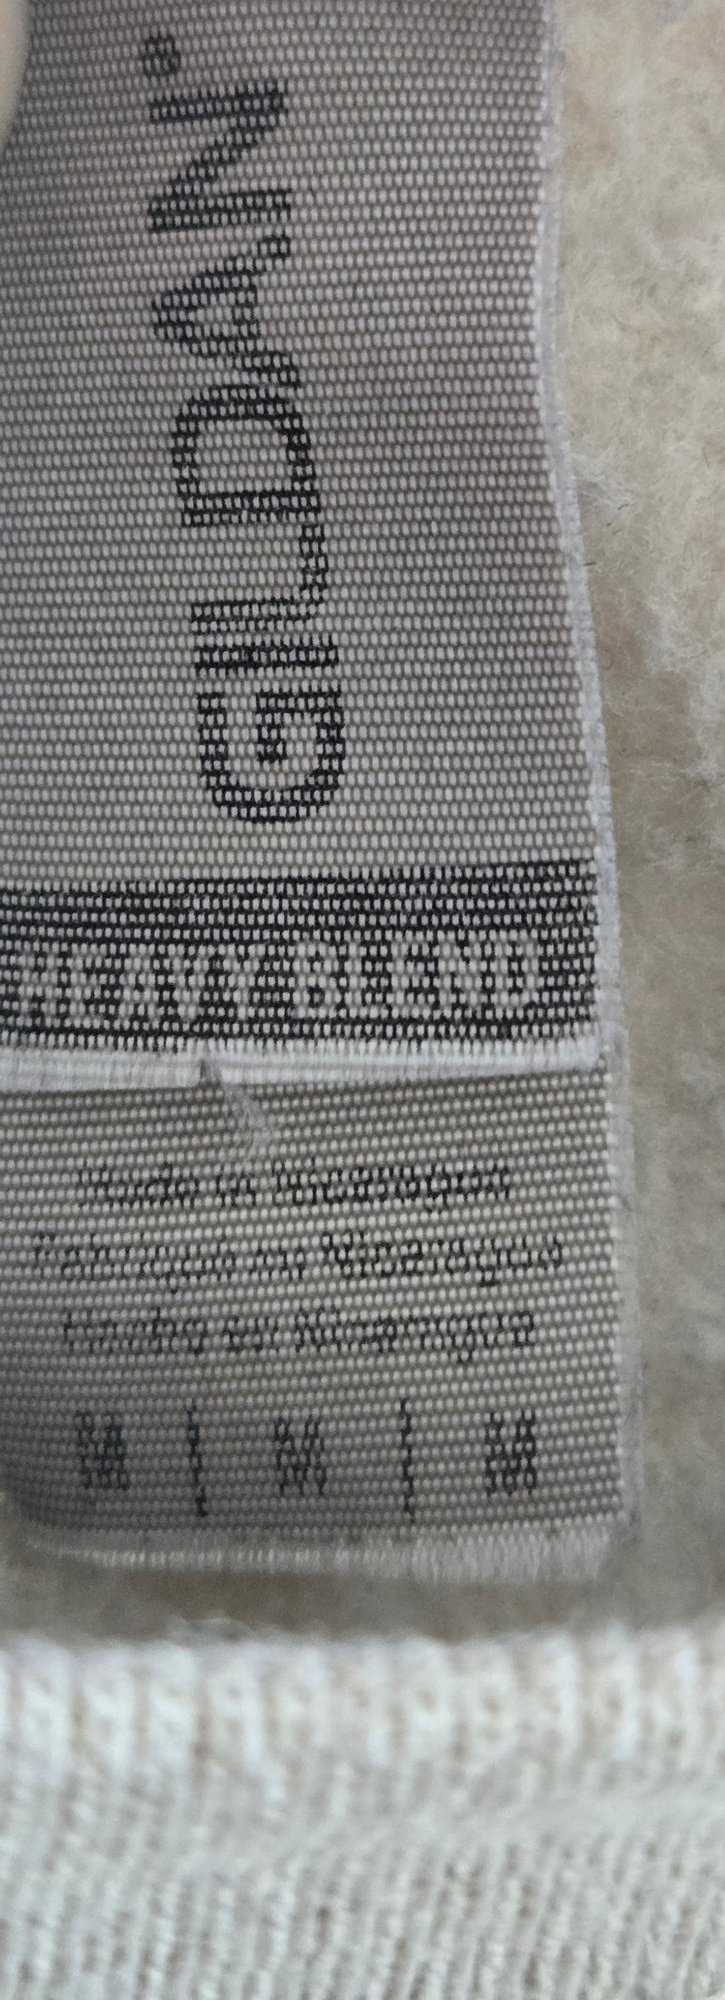 GILDAN®
HEAVY BLEND
Made in Nicaragua
Fabriqué au Nicaragua
Hecho en Nicaragua